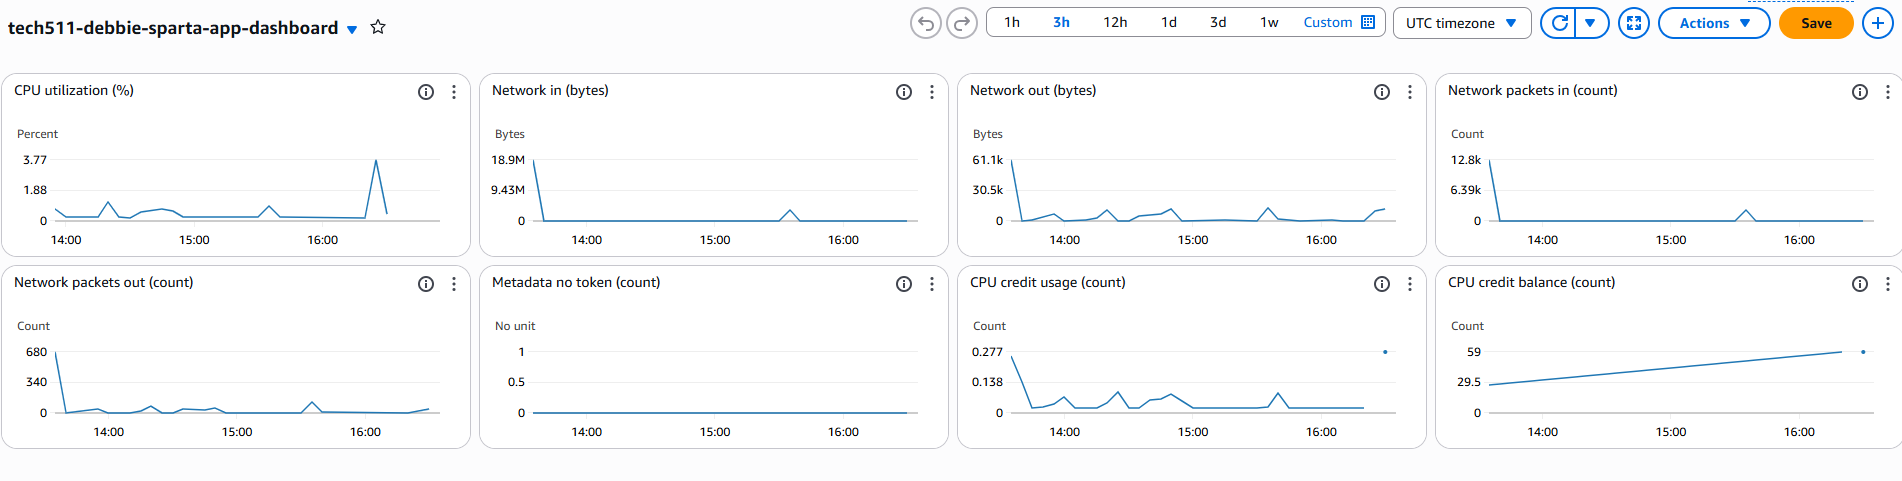 tech511-debbie-sparta-app-dashboard
1h 3h 12h 1d 3d 1w Custom
UTC timezone
Actions
Save
CPU utilization (%)
Percent
3.77
1.88
0
14:00 15:00 16:00
Network in (bytes)
Bytes
18.9M
9.43M
0
14:00 15:00 16:00
Network out (bytes)
Bytes
61.1k
30.5k
0
14:00 15:00 16:00
Network packets in (count)
Count
12.8k
6.39k
0
14:00 15:00 16:00
Network packets out (count)
Count
680
340
0
14:00 15:00 16:00
Metadata no token (count)
No unit
1
0.5
0
14:00 15:00 16:00
CPU credit usage (count)
Count
0.277
0.138
0
14:00 15:00 16:00
CPU credit balance (count)
Count
59
29.5
0
14:00 15:00 16:00